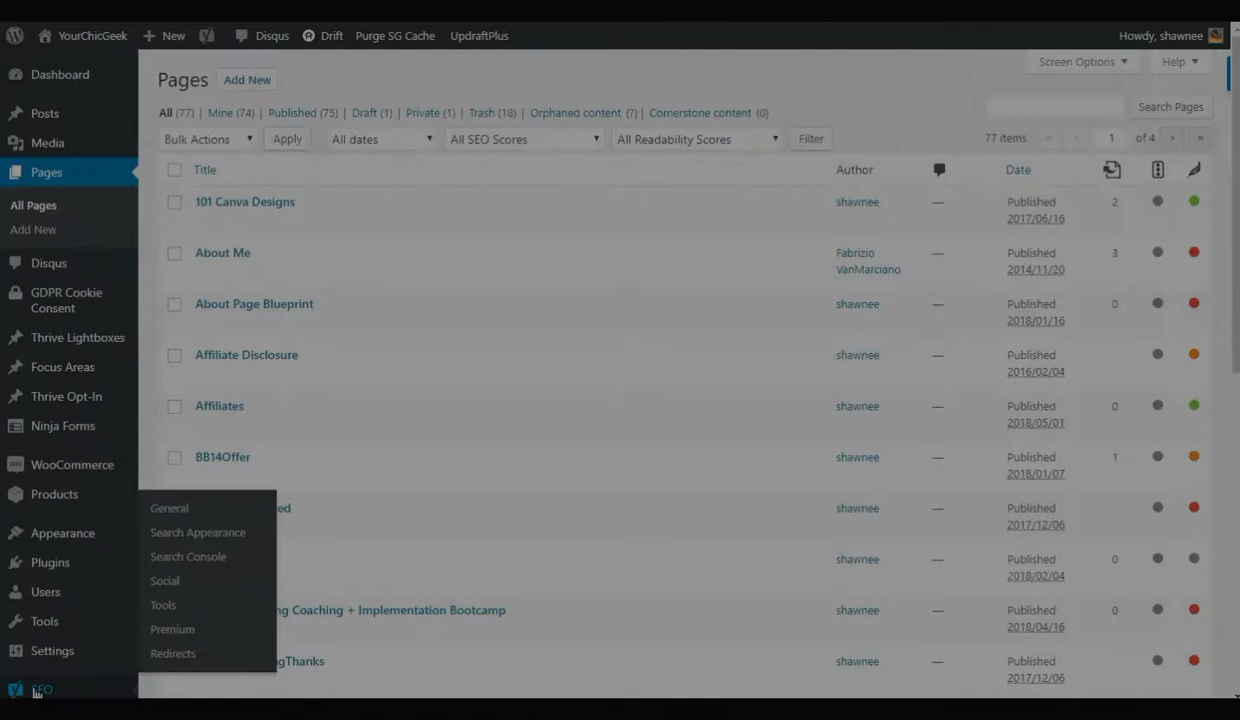 YourChicGeek New Disqus Drift Purge SG Cache UpdraftPlus Howdy, shawnee
Dashboard
Posts
Media
Pages
All Pages
Add New
Disqus
GDPR Cookie
Consent
Thrive Lightboxes
Focus Areas
Thrive Opt-In
Ninja Forms
WooCommerce
Products
Appearance
Plugins
Users
Tools
Settings
SEO
General
Search Appearance
Search Console
Social
Tools
Premium
Redirects
Screen Options Help
Pages Add New
All (77) | Mine (74) | Published (75) | Draft (1) | Private (1) | Trash (18) | Orphaned content (?) | Cornerstone content (0)
Search Pages
Bulk Actions Apply All dates All SEO Scores All Readability Scores Filter 77 items « ‹ 1 of 4 › »
Title Author Date
101 Canva Designs shawnee — Published 2
2017/06/16
About Me Fabrizio — Published 3
VanMarciano 2014/11/20
About Page Blueprint shawnee — Published 0
2018/01/16
Affiliate Disclosure shawnee — Published
2016/02/04
Affiliates shawnee — Published 0
2018/05/01
BB14Offer shawnee — Published 1
2018/01/07
ed shawnee — Published
2017/12/06
shawnee — Published 0
2018/02/04
ng Coaching + Implementation Bootcamp shawnee — Published 0
2018/04/16
gThanks shawnee — Published
2017/12/06